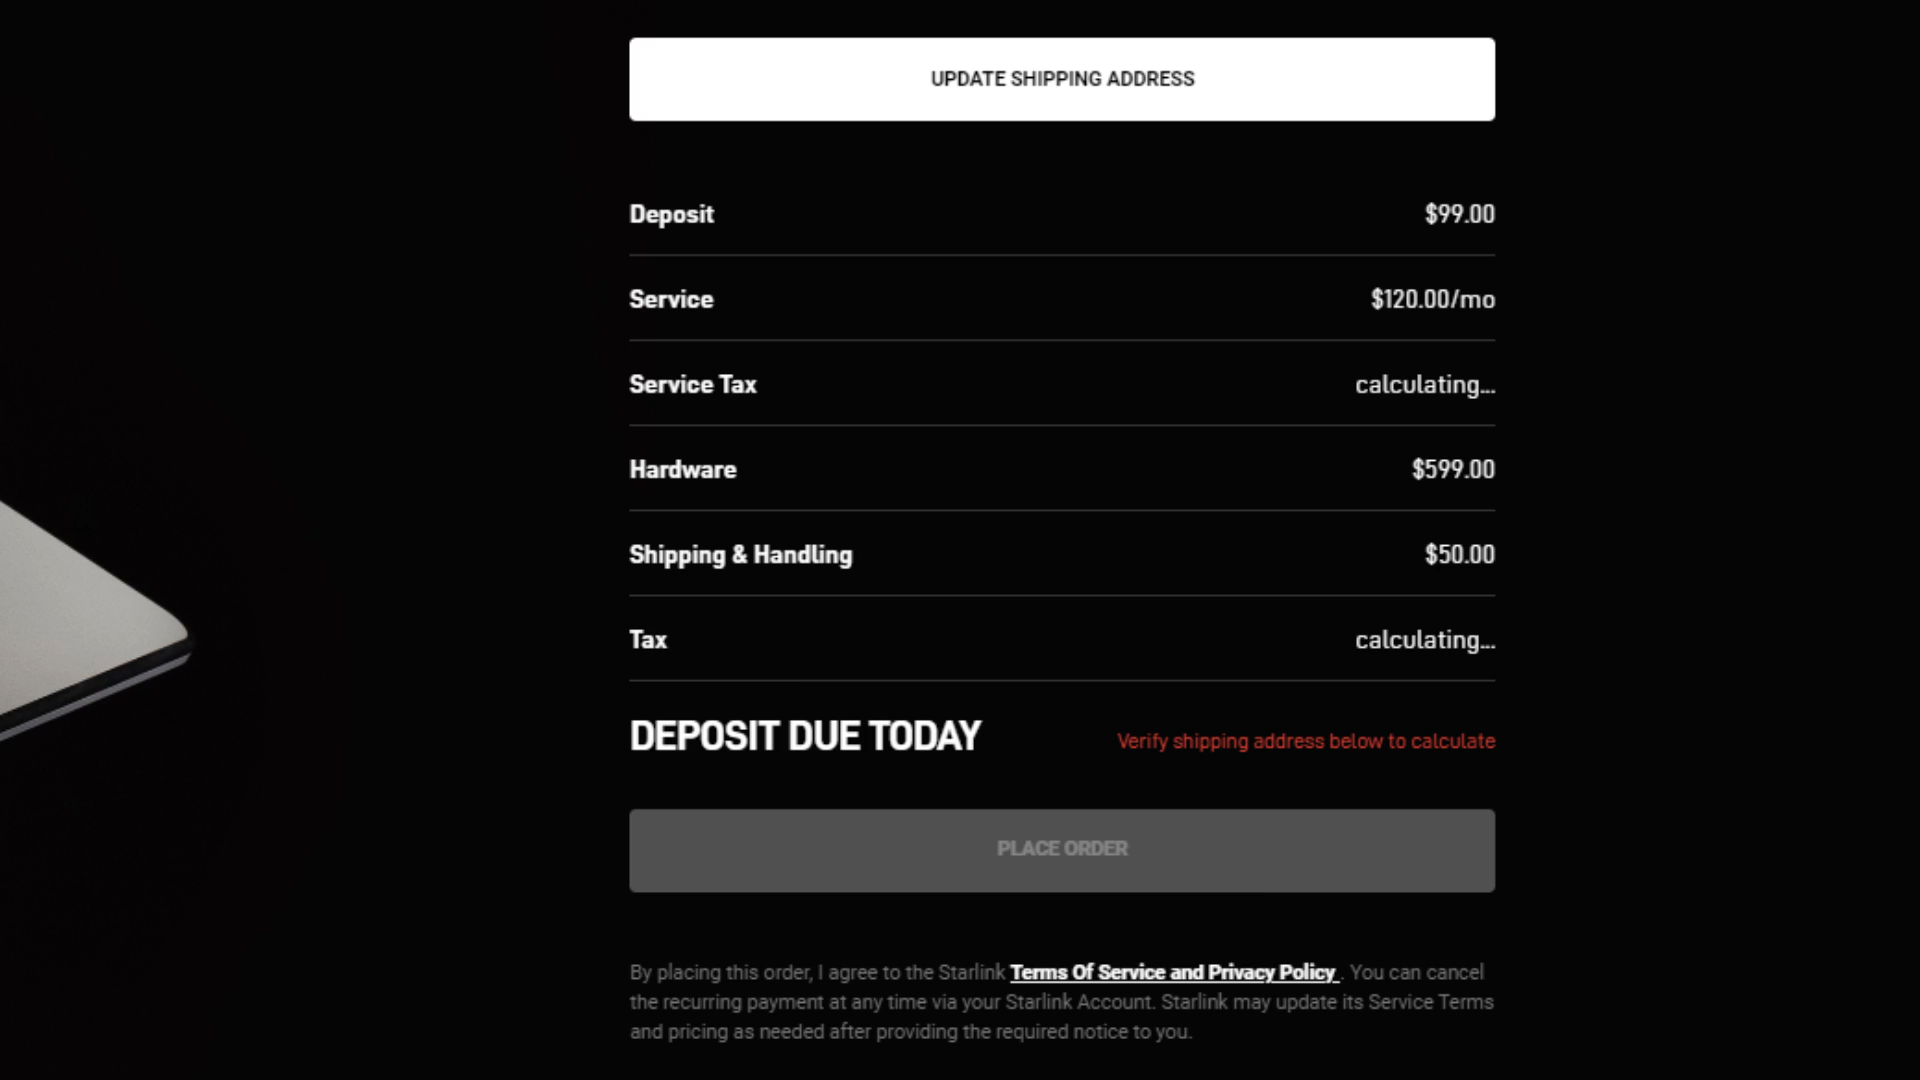 UPDATE SHIPPING ADDRESS
Deposit $99.00
Service $120.00/mo
Service Tax calculating...
Hardware $599.00
Shipping & Handling $50.00
Tax calculating...
DEPOSIT DUE TODAY Verify shipping address below to calculate
PLACE ORDER
By placing this order, I agree to the Starlink Terms Of Service and Privacy Policy . You can cancel
the recurring payment at any time via your Starlink Account. Starlink may update its Service Terms
and pricing as needed after providing the required notice to you.